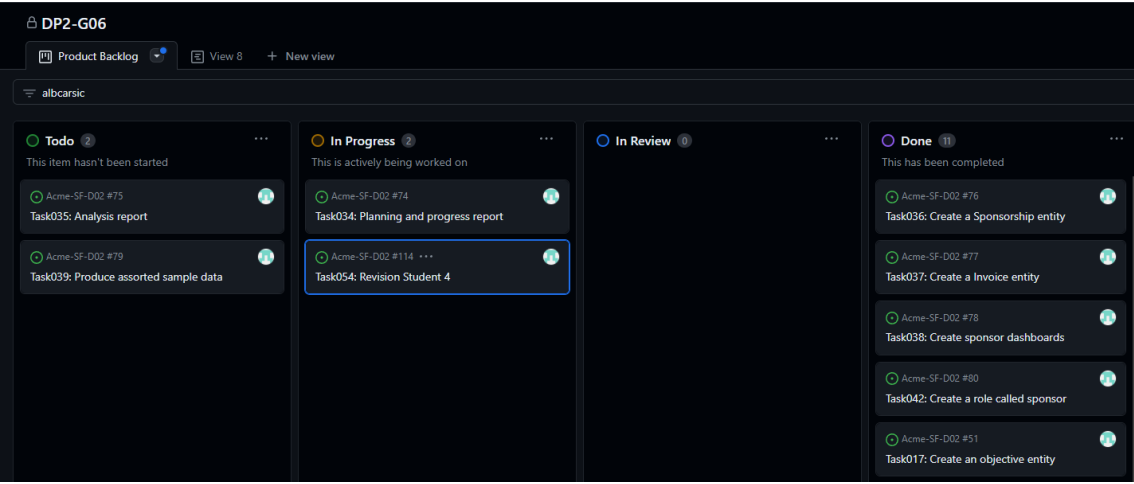 DP2-G06
Product Backlog
View 8
+ New view
albcarsic
Todo 2
This item hasn't been started
Acme-SF-D02 #75
Task035: Analysis report
Acme-SF-D02 #79
Task039: Produce assorted sample data
In Progress 2
This is actively being worked on
Acme-SF-D02 #74
Task034: Planning and progress report
Acme-SF-D02 #114
Task054: Revision Student 4
In Review 0
Done 11
This has been completed
Acme-SF-D02 #76
Task036: Create a Sponsorship entity
Acme-SF-D02 #77
Task037: Create a Invoice entity
Acme-SF-D02 #78
Task038: Create sponsor dashboards
Acme-SF-D02 #80
Task042: Create a role called sponsor
Acme-SF-D02 #51
Task017: Create an objective entity